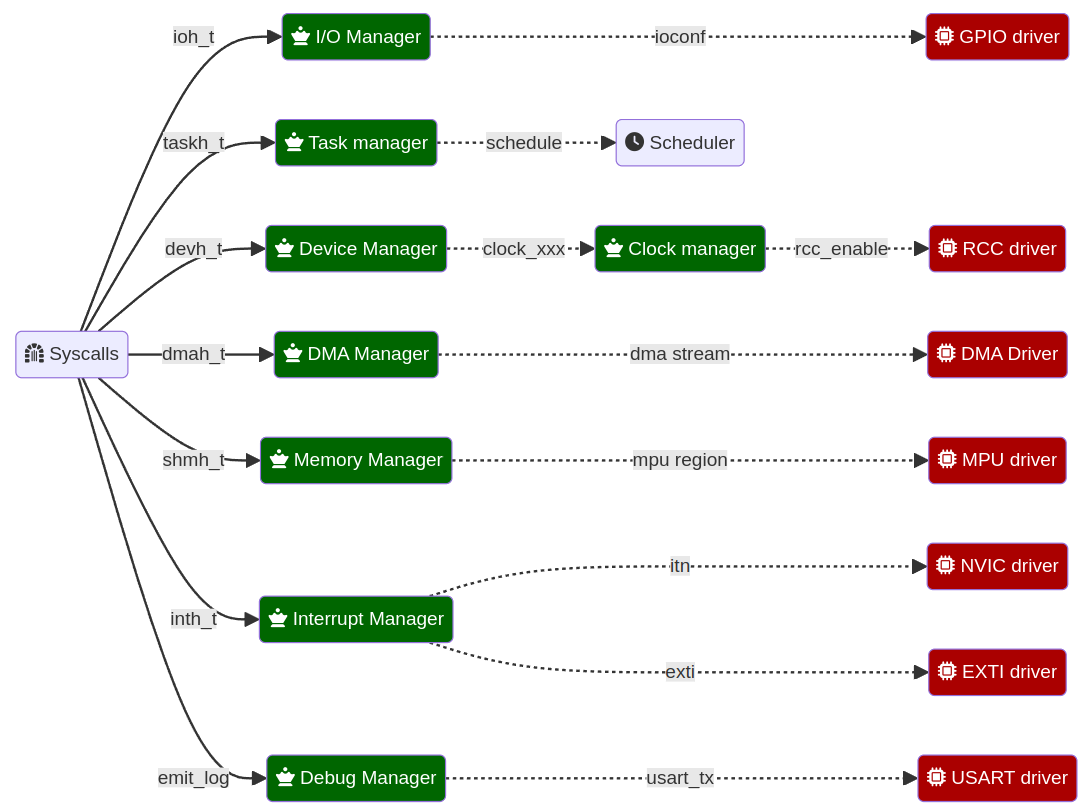 ioh_t
I/O Manager
ioconf
GPIO driver
taskh_t
Task manager
schedule
Scheduler
devh_t
Device Manager
clock_xxx
Clock manager
rcc_enable
RCC driver
Syscalls
dmah_t
DMA Manager
dma stream
DMA Driver
shmh_t
Memory Manager
mpu region
MPU driver
itn
NVIC driver
inth_t
Interrupt Manager
exti
EXTI driver
emit_log
Debug Manager
usart_tx
USART driver